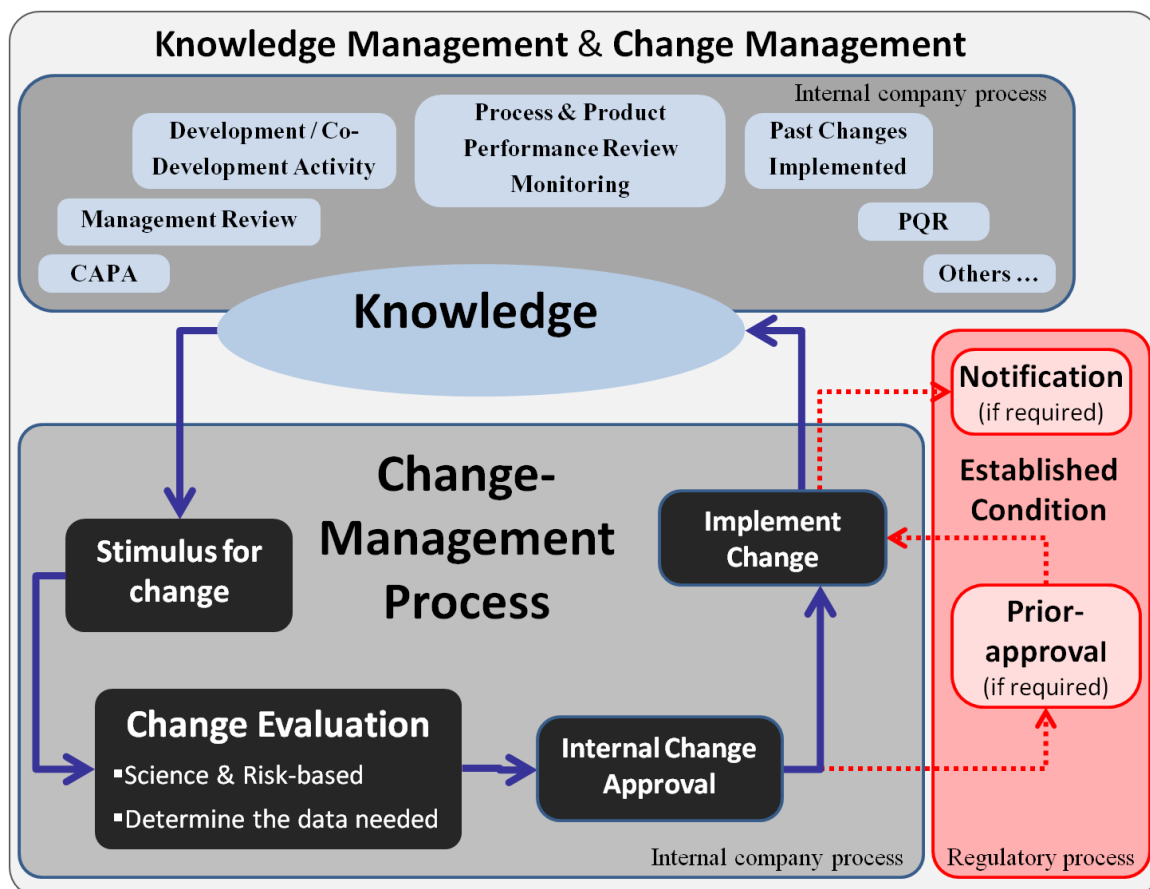 Knowledge Management & Change Management
Internal company process
Development / Co-
Development Activity
Process & Product
Performance Review
Monitoring
Past Changes
Implemented
Management Review
PQR
CAPA
Others ...
Knowledge
Notification
(if required)
Established
Condition
Change-
Management
Process
Implement
Change
Stimulus for
change
Prior-
approval
(if required)
Change Evaluation
▪Science & Risk-based
▪Determine the data needed
Internal Change
Approval
Internal company process
Regulatory process